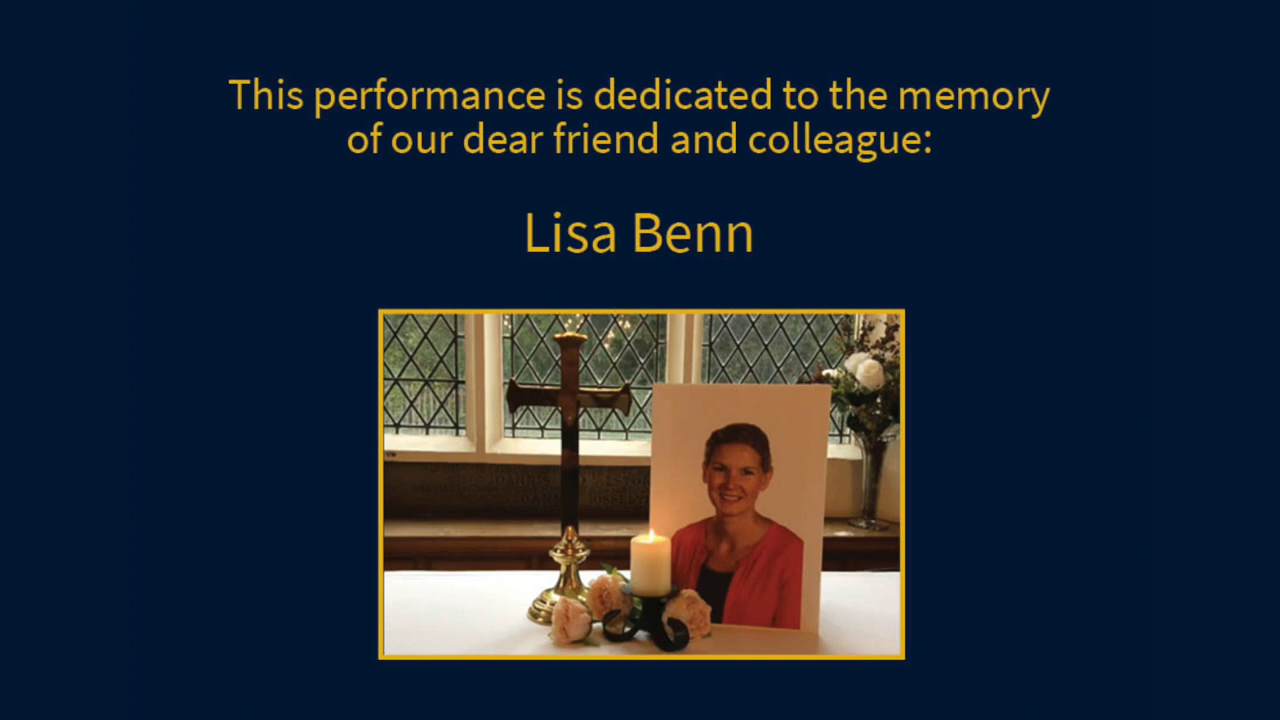 This performance is dedicated to the memory
of our dear friend and colleague:
Lisa Benn